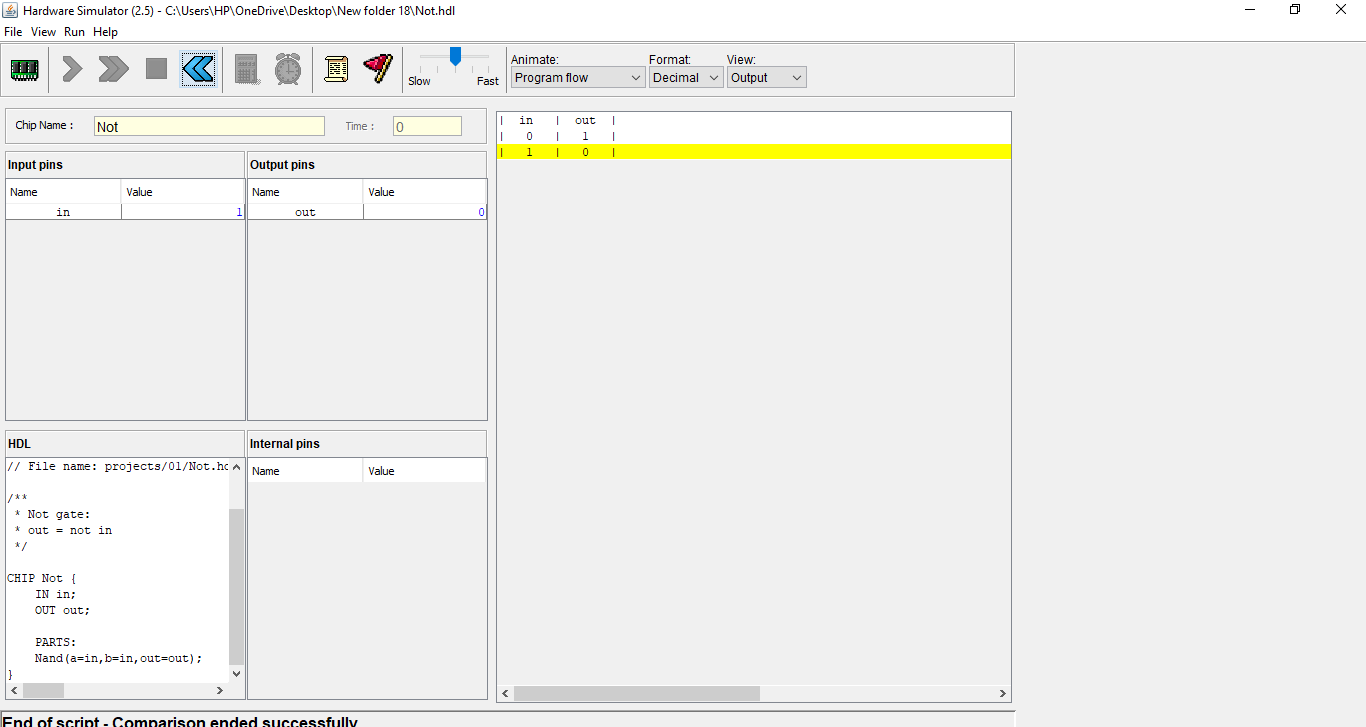 Hardware Simulator (2.5) - C:\Users\HP\OneDrive\Desktop\New folder 18\Not.hdl
File View Run Help
Slow Fast
Animate: Format: View:
Program flow Decimal Output
Chip Name : Not Time : 0
Input pins
Name Value
in 1
Output pins
Name Value
out 0
HDL
// File name: projects/01/Not.hd
/**
* Not gate:
* out = not in
*/
CHIP Not {
IN in;
OUT out;
PARTS:
Nand(a=in,b=in,out=out);
}
Internal pins
Name Value
| in | out |
| 0 | 1 |
| 1 | 0 |
End of script - Comparison ended successfully